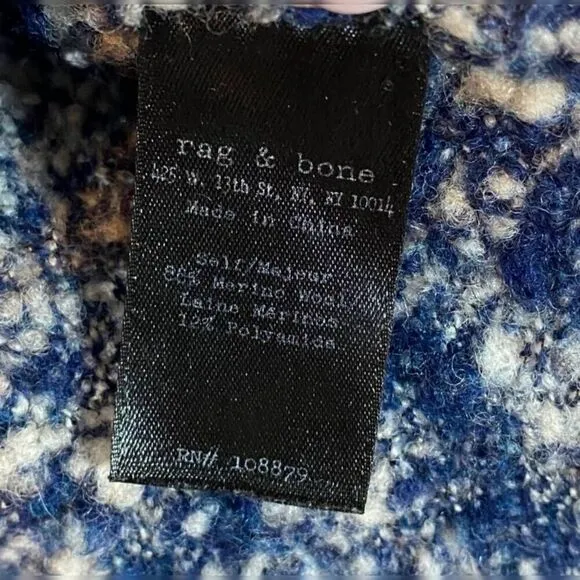 rag & bone
425 W. 13th St, NY, NY 10014
Made in China
Self/Majeur
88% Merino Wool/
Laine Mérinos
12% Polyamide
RN# 108879